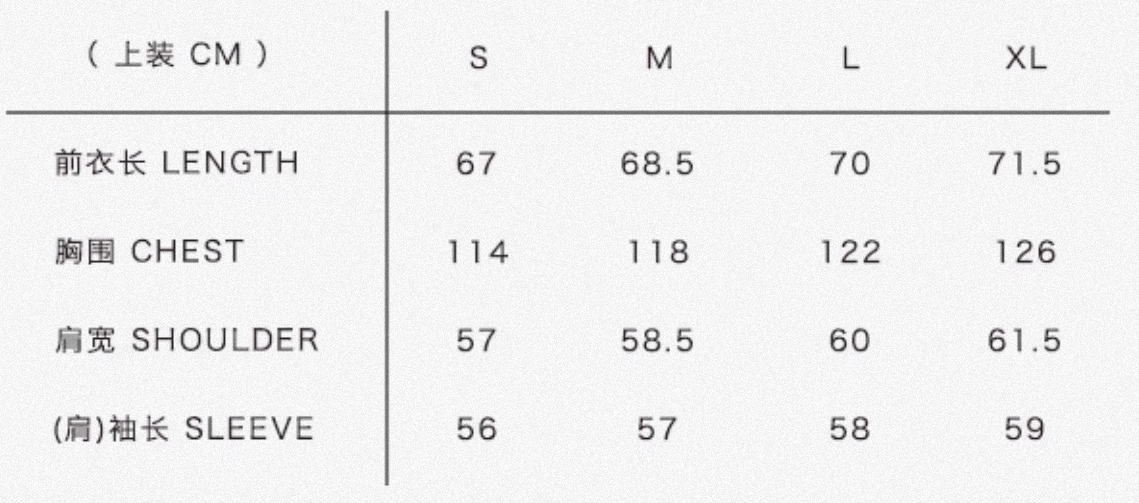 （ 上装 CM ） S M L XL
前衣长 LENGTH 67 68.5 70 71.5
胸围 CHEST 114 118 122 126
肩宽 SHOULDER 57 58.5 60 61.5
(肩)袖长 SLEEVE 56 57 58 59